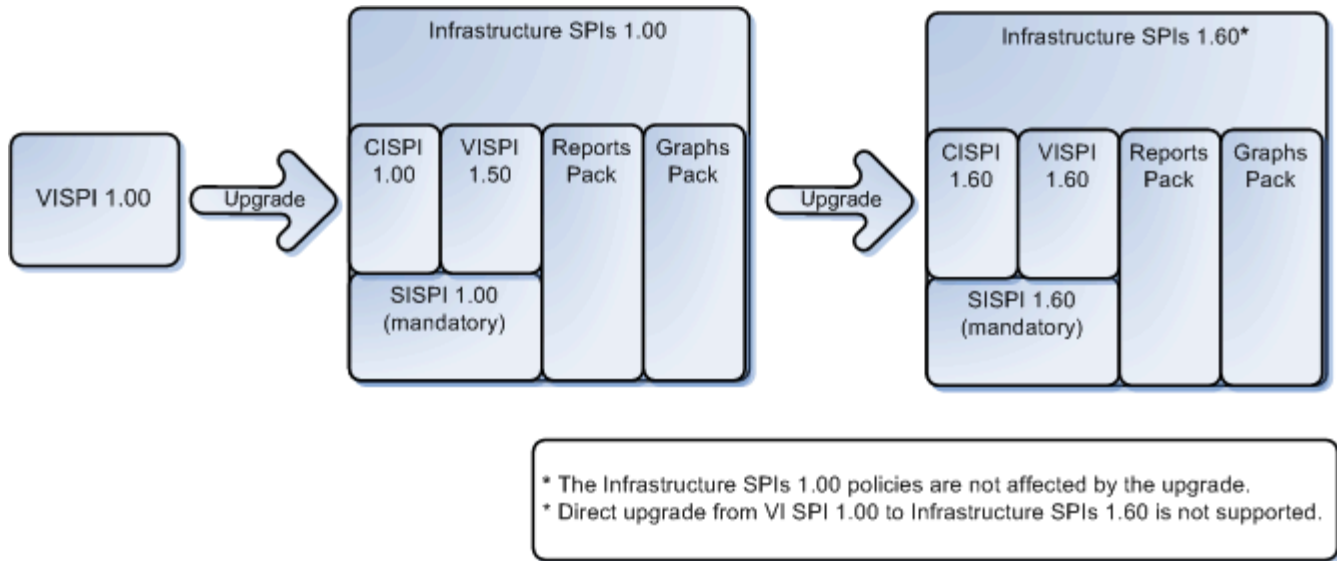 VISPI 1.00
Upgrade
Infrastructure SPIs 1.00
CISPI
1.00
VISPI
1.50
Reports
Pack
Graphs
Pack
SISPI 1.00
(mandatory)
Upgrade
Infrastructure SPIs 1.60*
CISPI
1.60
VISPI
1.60
Reports
Pack
Graphs
Pack
SISPI 1.60
(mandatory)
* The Infrastructure SPIs 1.00 policies are not affected by the upgrade.
* Direct upgrade from VI SPI 1.00 to Infrastructure SPIs 1.60 is not supported.